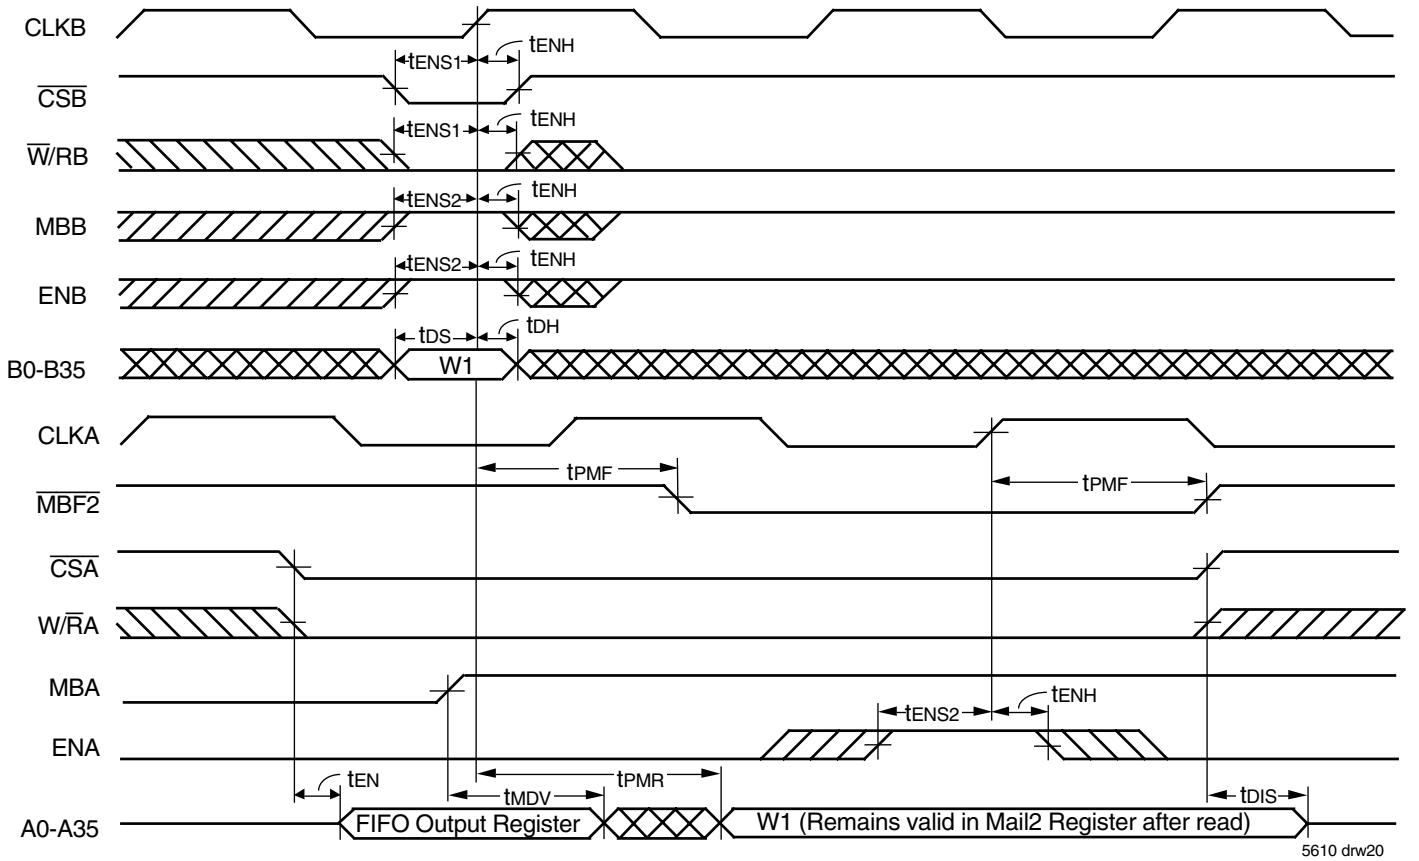 CLKB
tENS1 tENH
CSB
tENS1 tENH
W/RB
tENS2 tENH
MBB
tENS2 tENH
ENB
tDS tDH
B0-B35 W1
CLKA
tPMF tPMF
MBF2
CSA
W/RA
MBA
tENS2 tENH
ENA
tEN tMDV tPMR tDIS
A0-A35 FIFO Output Register W1 (Remains valid in Mail2 Register after read)
5610 drw20